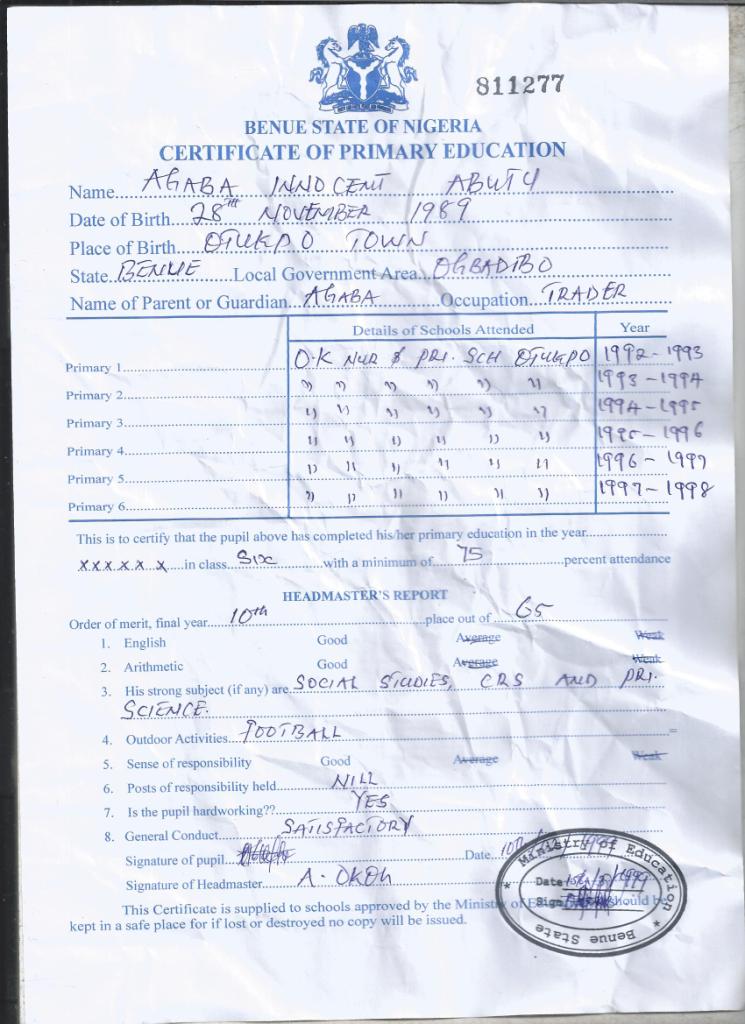 811277
BENUE STATE OF NIGERIA
CERTIFICATE OF PRIMARY EDUCATION
Name....AGABA INNOCENT ABUTU
Date of Birth...28TH NOVEMBER 1989
Place of Birth....OTUKPO TOWN
State..BENUE......Local Government Area...OGBADIBO
Name of Parent or Guardian...AGABA..........Occupation...TRADER
Details of Schools Attended Year
Primary 1 O.K NUR & PRI. SCH OTUKPO 1992-1993
Primary 2 " " " " " " 1993-1994
Primary 3 " " " " " " 1994-1995
Primary 4 " " " " " " 1995-1996
Primary 5 " " " " " " 1996-1997
Primary 6 " " " " " " 1997-1998
This is to certify that the pupil above has completed his/her primary education in the year
xxxxxx....in class...SIX......with a minimum of....75..........percent attendance
HEADMASTER'S REPORT
Order of merit, final year....10th..........place out of....65
1. English Good Average Weak
2. Arithmetic Good Average Weak
3. His strong subject (if any) are..SOCIAL STUDIES, CRS AND PRI.
SCIENCE.
4. Outdoor Activities...FOOTBALL
5. Sense of responsibility Good Average Weak
6. Posts of responsibility held....NILL
7. Is the pupil hardworking??....YES
8. General Conduct....SATISFACTORY
Signature of pupil Date
Signature of Headmaster....A. OKOH
Ministry of Education
Date
Sign
Benue State
This Certificate is supplied to schools approved by the Ministry of should be
kept in a safe place for if lost or destroyed no copy will be issued.